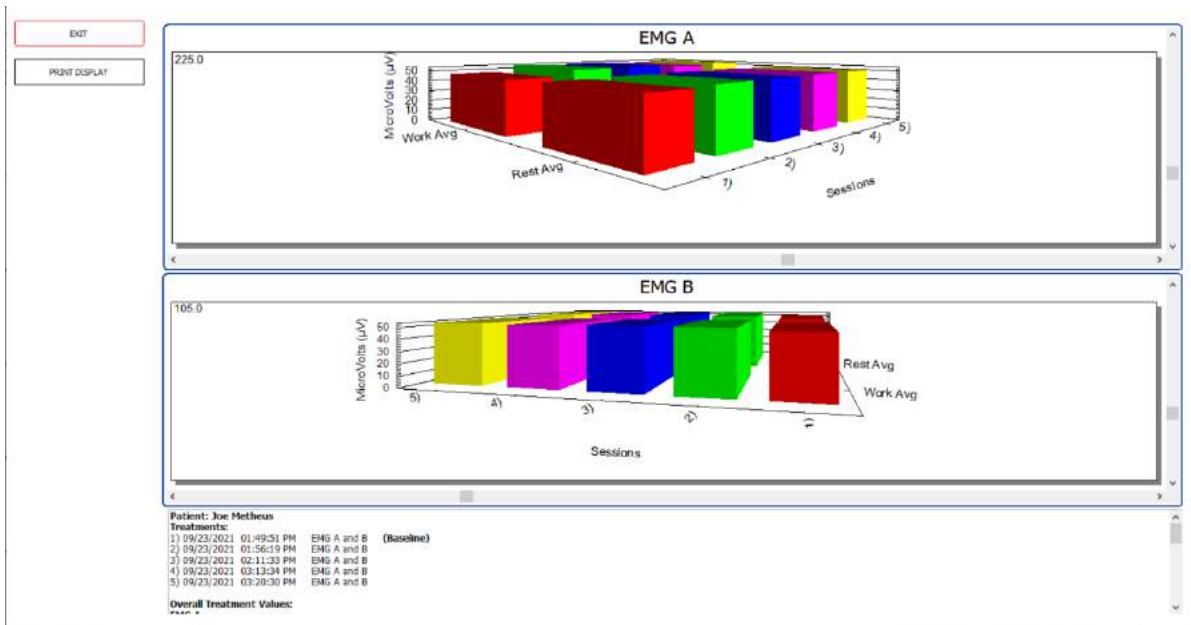 EXIT
PRINT DISPLAY
EMG A
225.0
MicroVolts (µV)
50
40
30
20
10
0
Work Avg
Rest Avg
1)
2)
3)
4)
5)
Sessions
EMG B
105.0
MicroVolts (µV)
50
40
30
20
10
0
5)
4)
3)
2)
1)
Rest Avg
Work Avg
Sessions
Patient: Joe Metheus
Treatments:
1) 09/23/2021 01:49:51 PM EMG A and B (Baseline)
2) 09/23/2021 01:56:19 PM EMG A and B
3) 09/23/2021 02:11:33 PM EMG A and B
4) 09/23/2021 03:13:34 PM EMG A and B
5) 09/23/2021 03:20:30 PM EMG A and B
Overall Treatment Values:
EMG A